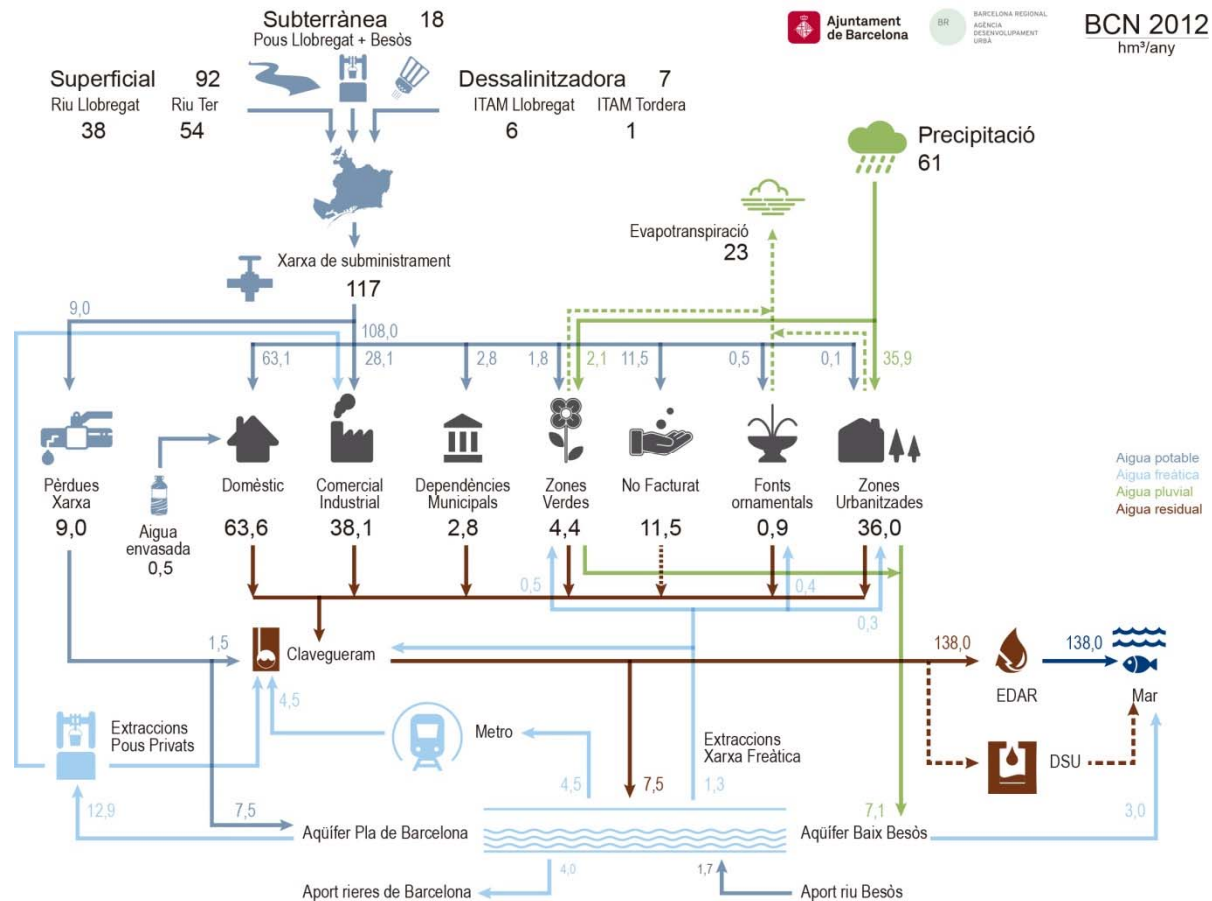 Subterrànea 18
Pous Llobregat + Besòs
Ajuntament
de Barcelona
BR
BARCELONA REGIONAL
AGÈNCIA
DESENVOLUPAMENT
URBÀ
BCN 2012
hm³/any
Superficial 92
Riu Llobregat Riu Ter
38 54
Dessalinitzadora 7
ITAM Llobregat ITAM Tordera
6 1
Precipitació
61
Evapotranspiració
23
Xarxa de subministrament
117
9,0
108,0
63,1 28,1 2,8 1,8 2,1 11,5 0,5 0,1 35,9
Pèrdues
Xarxa
9,0
Aigua
envasada
0,5
Domèstic
63,6
Comercial
Industrial
38,1
Dependències
Municipals
2,8
Zones
Verdes
4,4
No Facturat
11,5
Fonts
ornamentals
0,9
Zones
Urbanitzades
36,0
Aigua potable
Aigua freàtica
Aigua pluvial
Aigua residual
0,5 0,4 0,3
1,5
Clavegueram
138,0
EDAR
138,0
Mar
4,5
Extraccions
Pous Privats
Metro
Extraccions
Xarxa Freàtica
DSU
12,9
7,5
4,5
7,5
1,3
7,1
3,0
Aqüífer Pla de Barcelona
Aqüífer Baix Besòs
4,0
1,7
Aport rieres de Barcelona
Aport riu Besòs